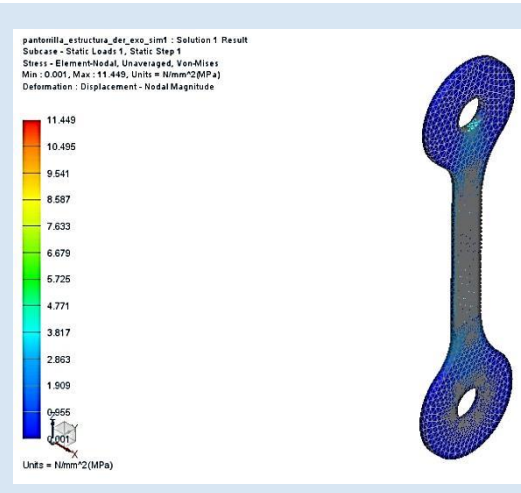 pantorrilla_estructura_der_exo_sim1 : Solution 1 Result
Subcase - Static Loads 1, Static Step 1
Stress - Element-Nodal, Unaveraged, Von-Mises
Min : 0.001, Max : 11.449, Units = N/mm^2(MPa)
Deformation : Displacement - Nodal Magnitude
11.449
10.495
9.541
8.587
7.633
6.679
5.725
4.771
3.817
2.863
1.909
0.955
0.001
Y
X
Units = N/mm^2(MPa)